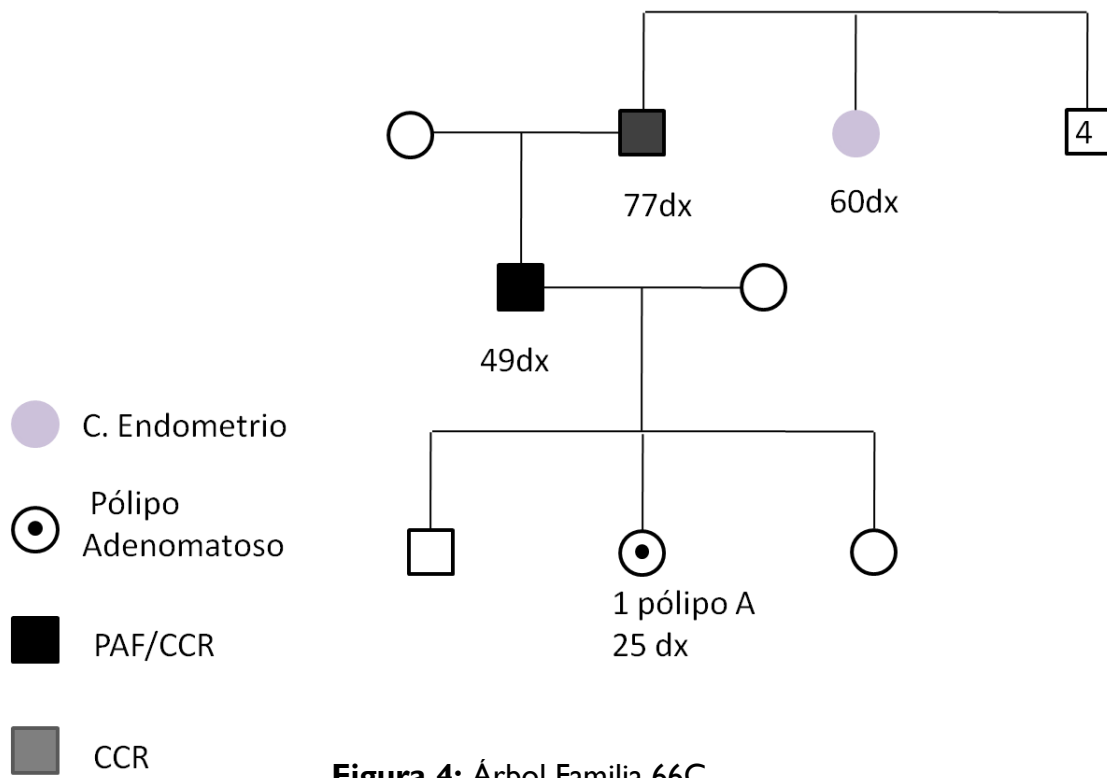 4
77dx
60dx
49dx
C. Endometrio
Pólipo
Adenomatoso
1 pólipo A
25 dx
PAF/CCR
CCR
Figura 4: Árbol Familia 66C